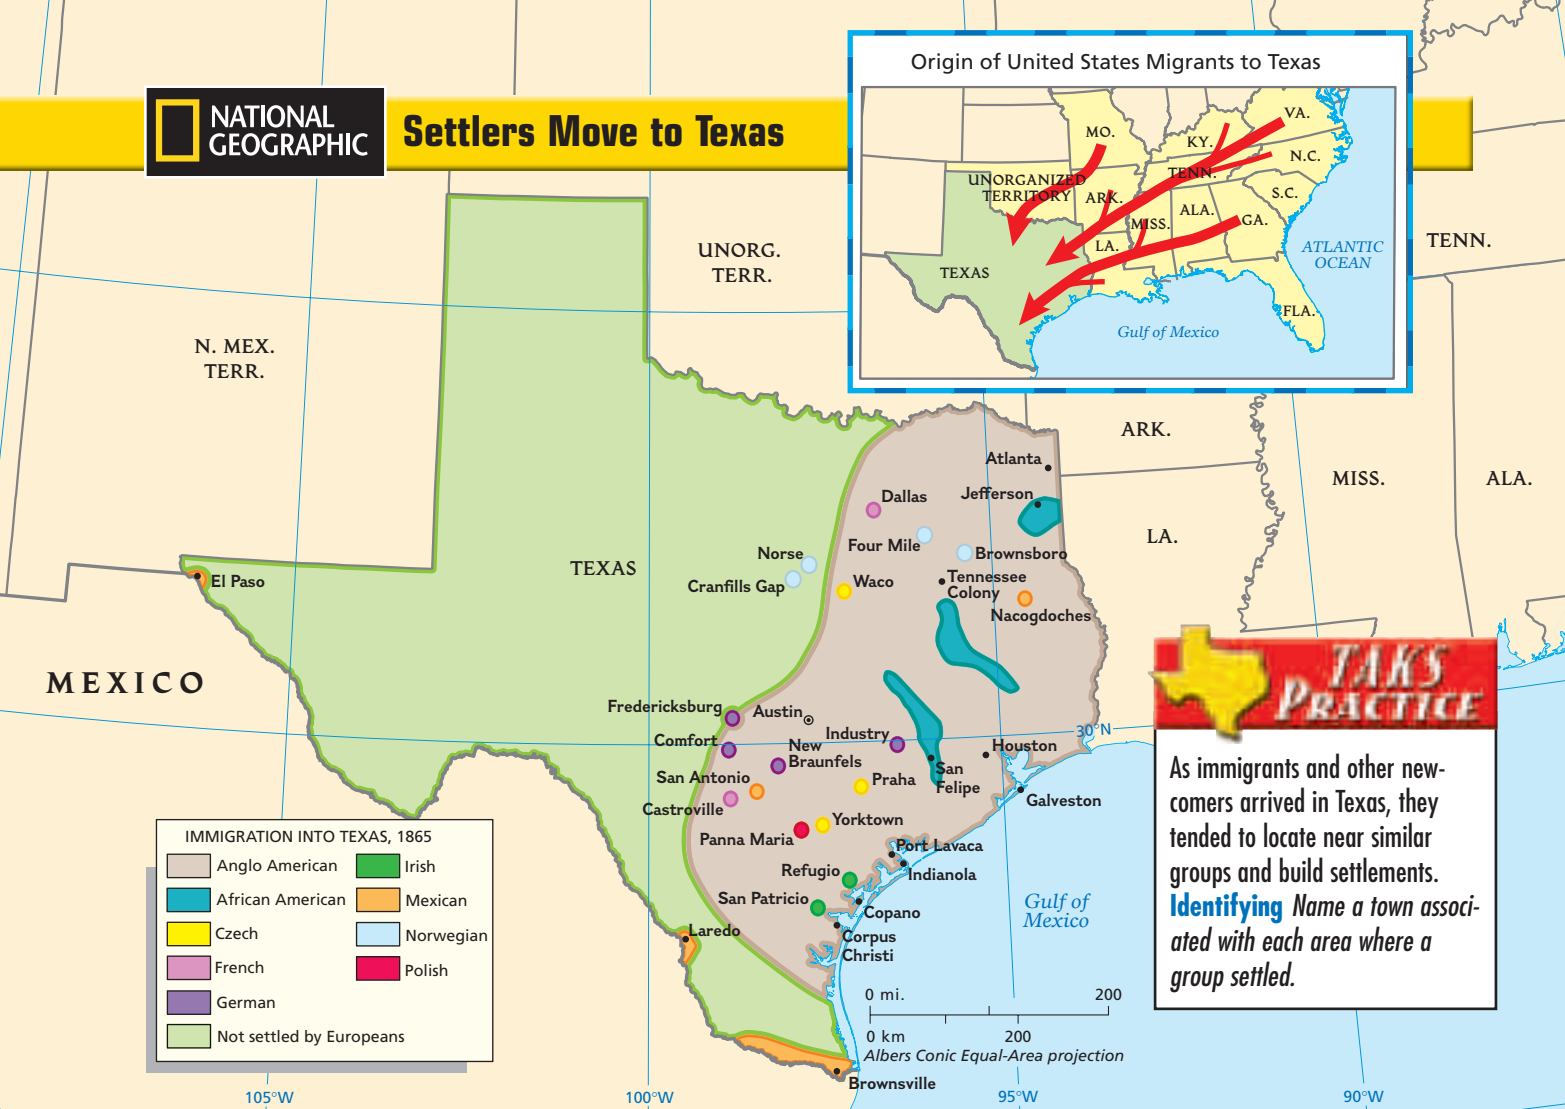 NATIONAL
GEOGRAPHIC
Settlers Move to Texas
Origin of United States Migrants to Texas
MO.
VA.
KY.
N.C.
TENN.
UNORGANIZED
TERRITORY
ARK.
S.C.
MISS.
ALA.
GA.
LA.
TEXAS
ATLANTIC
OCEAN
FLA.
Gulf of Mexico
UNORG.
TERR.
TENN.
N. MEX.
TERR.
ARK.
MISS.
ALA.
LA.
TEXAS
MEXICO
Atlanta
Dallas
Jefferson
Four Mile
Norse
Brownsboro
Cranfills Gap
Waco
Tennessee
Colony
Nacogdoches
El Paso
Fredericksburg
Austin
Industry
30°N
Comfort
New
Braunfels
Houston
San Antonio
Praha
San
Felipe
Castroville
Galveston
Yorktown
Panna Maria
Port Lavaca
Refugio
Indianola
San Patricio
Copano
Laredo
Corpus
Christi
Gulf of
Mexico
Brownsville
IMMIGRATION INTO TEXAS, 1865
Anglo American
African American
Czech
French
German
Not settled by Europeans
Irish
Mexican
Norwegian
Polish
0 mi.
200
0 km
200
Albers Conic Equal-Area projection
105°W
100°W
95°W
90°W
TAKS
PRACTICE
As immigrants and other new-
comers arrived in Texas, they
tended to locate near similar
groups and build settlements.
Identifying Name a town associ-
ated with each area where a
group settled.